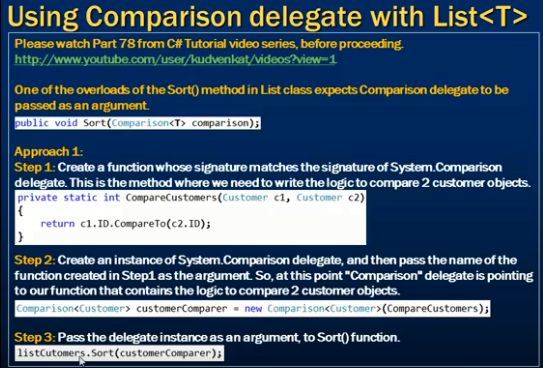 Using Comparison delegate with List<T>
Please watch Part 78 from C# Tutorial video series, before proceeding.
http://www.youtube.com/user/kudvenkat/videos?view=1
One of the overloads of the Sort() method in List class expects Comparison delegate to be
passed as an argument.
public void Sort(Comparison<T> comparison);
Approach 1:
Step 1: Create a function whose signature matches the signature of System.Comparison
delegate. This is the method where we need to write the logic to compare 2 customer objects.
private static int CompareCustomers(Customer c1, Customer c2)
{
return c1.ID.CompareTo(c2.ID);
}
Step 2: Create an instance of System.Comparison delegate, and then pass the name of the
function created in Step1 as the argument. So, at this point "Comparison" delegate is pointing
to our function that contains the logic to compare 2 customer objects.
Comparison<Customer> customerComparer = new Comparison<Customer>(CompareCustomers);
Step 3: Pass the delegate instance as an argument, to Sort() function.
listCutomers.Sort(customerComparer);